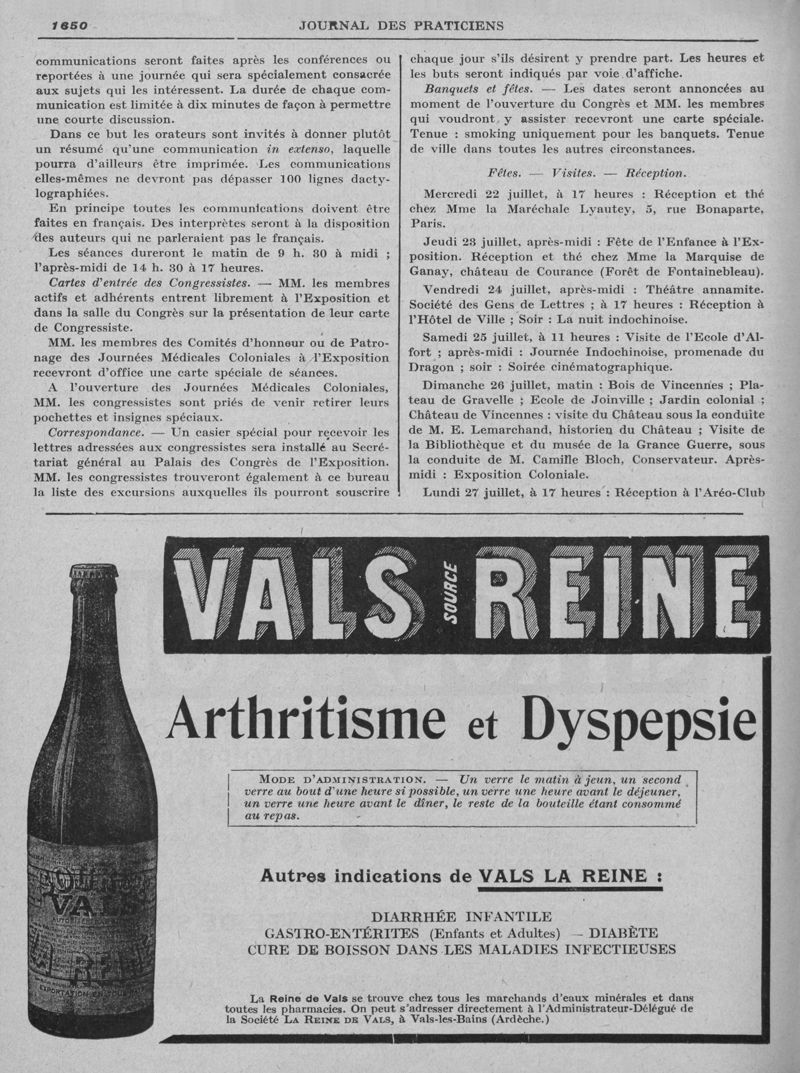 1650
JOURNAL DES PRATICIENS
communications seront faites après les conférences ou
reportées à une journée qui sera spécialement consacrée
aux sujets qui les intéressent. La durée de chaque com-
munication est limitée à dix minutes de façon à permettre
une courte discussion.
Dans ce but les orateurs sont invités à donner plutôt
un résumé qu'une communication in extenso, laquelle
pourra d'ailleurs être imprimée. Les communications
elles-mêmes ne devront pas dépasser 100 lignes dacty-
lographiées.
En principe toutes les communications doivent être
faites en français. Des interprètes seront à la disposition
des auteurs qui ne parleraient pas le français.
Les séances dureront le matin de 9 h. 30 à midi ;
l'après-midi de 14 h. 30 à 17 heures.
Cartes d'entrée des Congressistes. — MM. les membres
actifs et adhérents entrent librement à l'Exposition et
dans la salle du Congrès sur la présentation de leur carte
de Congressiste.
MM. les membres des Comités d'honneur ou de Patro-
nage des Journées Médicales Coloniales à l'Exposition
recevront d'office une carte spéciale de séances.
A l'ouverture des Journées Médicales Coloniales,
MM. les congressistes sont priés de venir retirer leurs
pochettes et insignes spéciaux.
Correspondance. — Un casier spécial pour recevoir les
lettres adressées aux congressistes sera installé au Secré-
tariat général au Palais des Congrès de l'Exposition.
MM. les congressistes trouveront également à ce bureau
la liste des excursions auxquelles ils pourront souscrire
chaque jour s'ils désirent y prendre part. Les heures et
les buts seront indiqués par voie d'affiche.
Banquets et fêtes. — Les dates seront annoncées au
moment de l'ouverture du Congrès et MM. les membres
qui voudront y assister recevront une carte spéciale.
Tenue : smoking uniquement pour les banquets. Tenue
de ville dans toutes les autres circonstances.
Fêtes. — Visites. — Réception.
Mercredi 22 juillet, à 17 heures : Réception et thé
chez Mme la Maréchale Lyautey, 5, rue Bonaparte,
Paris.
Jeudi 23 juillet, après-midi : Fête de l'Enfance à l'Ex-
position. Réception et thé chez Mme la Marquise de
Ganay, château de Courance (Forêt de Fontainebleau).
Vendredi 24 juillet, après-midi : Théâtre annamite.
Société des Gens de Lettres ; à 17 heures : Réception à
l'Hôtel de Ville ; Soir : La nuit indochinoise.
Samedi 25 juillet, à 11 heures : Visite de l'Ecole d'Al-
fort ; après-midi : Journée Indochinoise, promenade du
Dragon ; soir : Soirée cinématographique.
Dimanche 26 juillet, matin : Bois de Vincennes ; Pla-
teau de Gravelle ; Ecole de Joinville ; Jardin colonial ;
Château de Vincennes : visite du Château sous la conduite
de M. E. Lemarchand, historien du Château ; Visite de
la Bibliothèque et du musée de la Grance Guerre, sous
la conduite de M. Camille Bloch, Conservateur. Après-
midi : Exposition Coloniale.
Lundi 27 juillet, à 17 heures : Réception à l'Aréo-Club
VALS SOURCE REINE
Arthritisme et Dyspepsie
MODE D'ADMINISTRATION. — Un verre le matin à jeun, un second
verre au bout d'une heure si possible, un verre une heure avant le déjeuner,
un verre une heure avant le dîner, le reste de la bouteille étant consommé
au repas.
Autres indications de VALS LA REINE :
DIARRHÉE INFANTILE
GASTRO-ENTÉRITES (Enfants et Adultes) — DIABÈTE
CURE DE BOISSON DANS LES MALADIES INFECTIEUSES
La Reine de Vals se trouve chez tous les marchands d'eaux minérales et dans
toutes les pharmacies. On peut s'adresser directement à l'Administrateur-Délégué de
la Société LA REINE DE VALS, à Vals-les-Bains (Ardèche.)
VALS